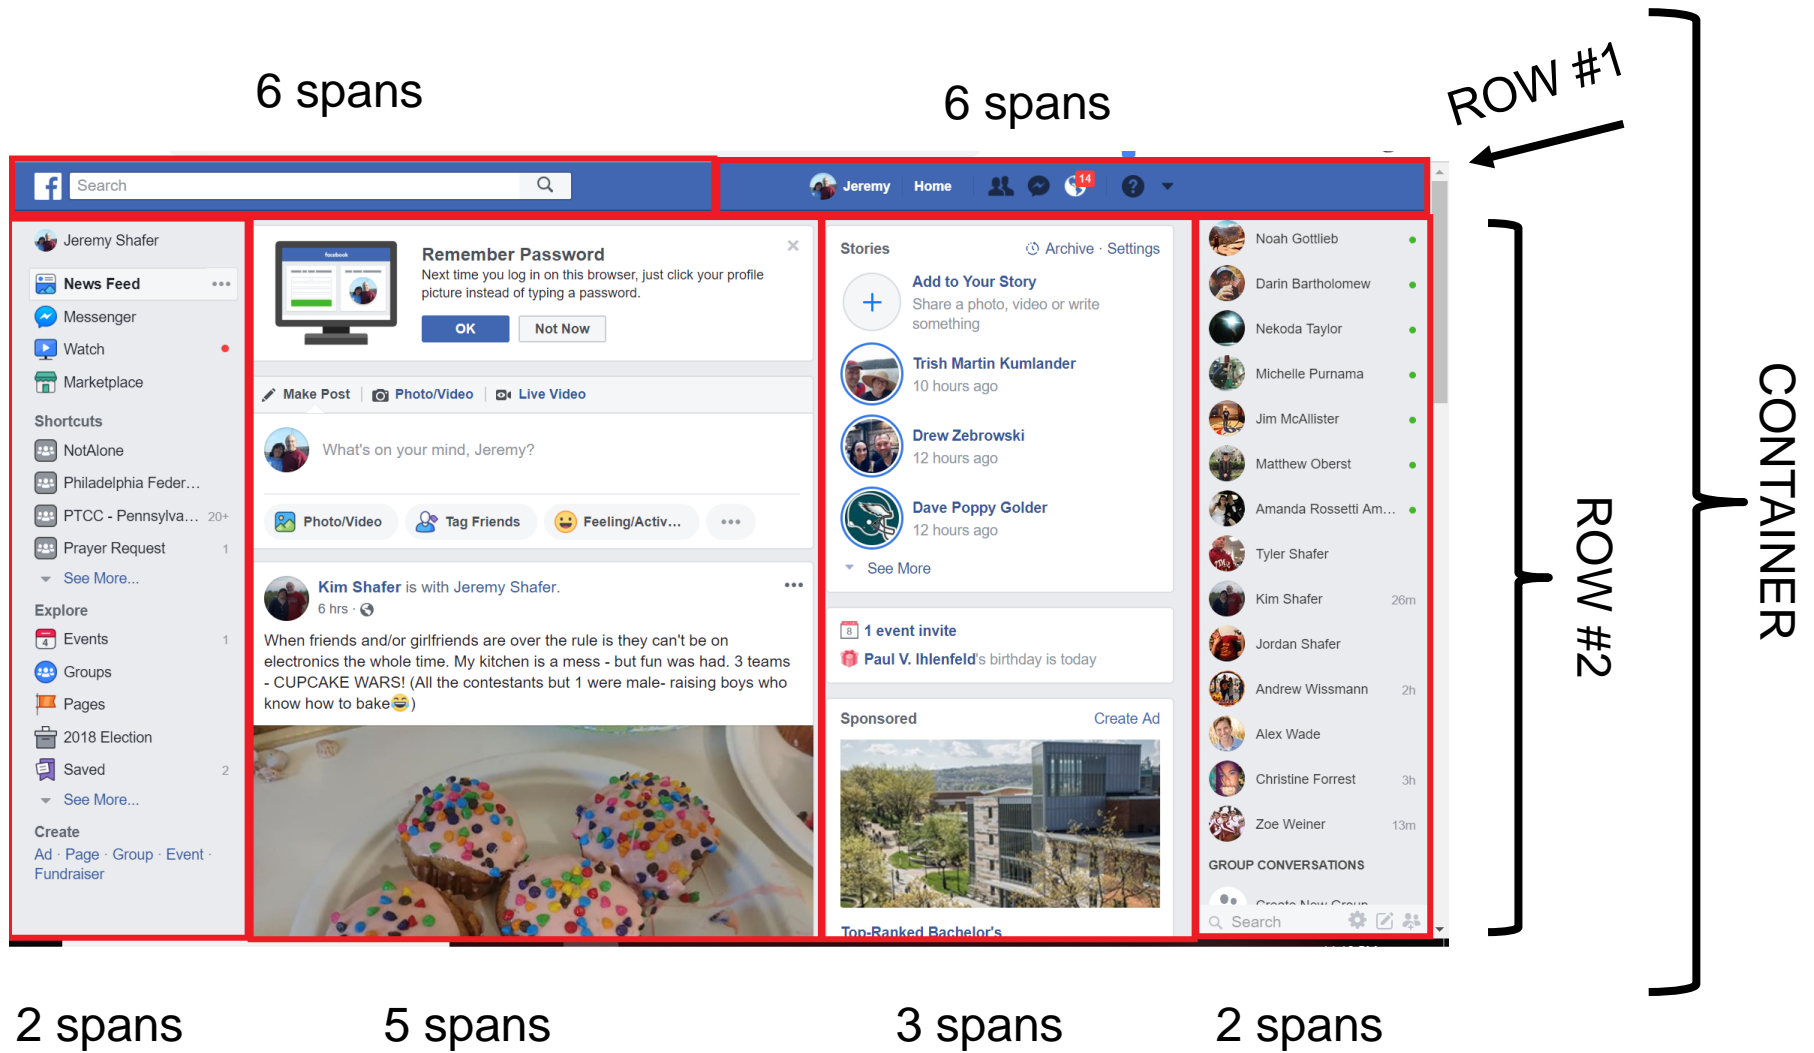 6 spans
6 spans
ROW #1
Search
Jeremy
Home
14
Jeremy Shafer
News Feed
Messenger
Watch
Marketplace
Shortcuts
NotAlone
Philadelphia Feder...
PTCC - Pennsylva... 20+
Prayer Request 1
See More...
Explore
4 Events 1
Groups
Pages
2018 Election
Saved 2
See More...
Create
Ad · Page · Group · Event ·
Fundraiser
facebook
Remember Password
Next time you log in on this browser, just click your profile
picture instead of typing a password.
OK
Not Now
Make Post
Photo/Video
Live Video
What's on your mind, Jeremy?
Photo/Video
Tag Friends
Feeling/Activ...
Kim Shafer is with Jeremy Shafer.
6 hrs ·
When friends and/or girlfriends are over the rule is they can't be on
electronics the whole time. My kitchen is a mess - but fun was had. 3 teams
- CUPCAKE WARS! (All the contestants but 1 were male- raising boys who
know how to bake😂)
Stories
Archive · Settings
Add to Your Story
Share a photo, video or write
something
Trish Martin Kumlander
10 hours ago
Drew Zebrowski
12 hours ago
Dave Poppy Golder
12 hours ago
See More
8 1 event invite
Paul V. Ihlenfeld's birthday is today
Sponsored
Create Ad
Top-Ranked Bachelor's
Noah Gottlieb
Darin Bartholomew
Nekoda Taylor
Michelle Purnama
Jim McAllister
Matthew Oberst
Amanda Rossetti Am...
Tyler Shafer
Kim Shafer 26m
Jordan Shafer
Andrew Wissmann 2h
Alex Wade
Christine Forrest 3h
Zoe Weiner 13m
GROUP CONVERSATIONS
Create New Group
Search
ROW #2
CONTAINER
2 spans
5 spans
3 spans
2 spans